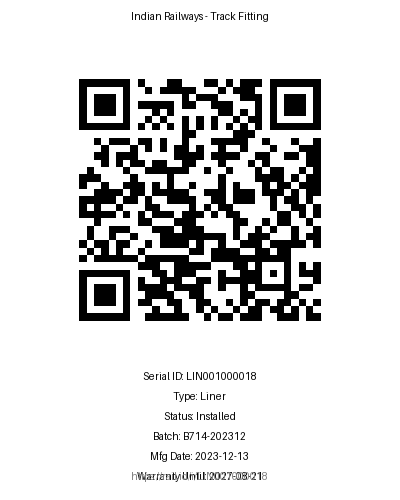 Indian Railways - Track Fitting
Serial ID: LIN001000018
Type: Liner
Status: Installed
Batch: B714-202312
Mfg Date: 2023-12-13
Warranty Until: 2027-08-21